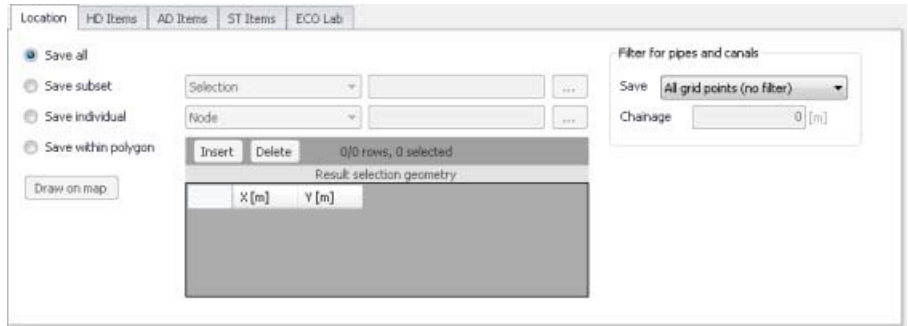 Location HD Items AD Items ST Items ECO Lab
Save all
Filter for pipes and canals
Save subset Selection ... Save All grid points (no filter)
Save individual Node ... Chainage 0 [m]
Save within polygon Insert Delete 0/0 rows, 0 selected
Result selection geometry
Draw on map
X [m] Y [m]